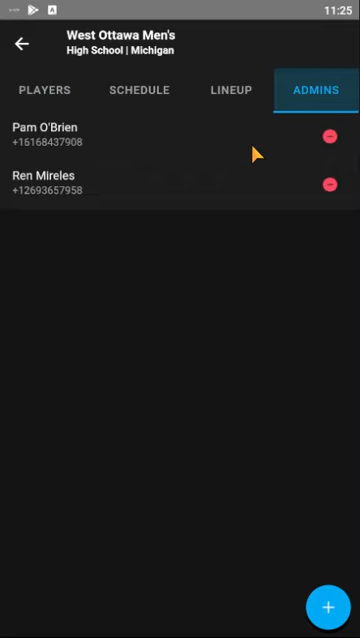 11:25
West Ottawa Men's
High School | Michigan
PLAYERS SCHEDULE LINEUP ADMINS
Pam O'Brien
+16168437908
Ren Mireles
+12693657958